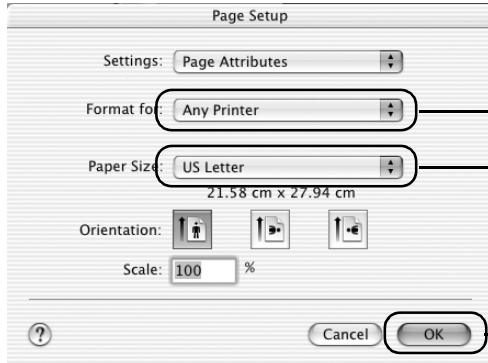 Page Setup
Settings: Page Attributes
Format for: Any Printer
Paper Size: US Letter
21.58 cm x 27.94 cm
Orientation:
Scale: 100 %
? Cancel OK